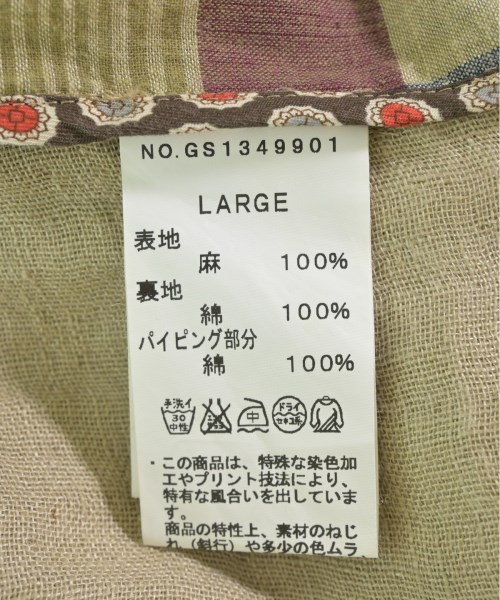 NO.GS1349901
LARGE
表地
麻 100%
裏地
綿 100%
パイピング部分
綿 100%
手洗イ 30 中性 中 ドライ セキユ系
・この商品は、特殊な染色加
工やプリント技法により、
特有な風合いを出していま
す。
商品の特性上、素材のねじ
れ（斜行）や多少の色ムラ